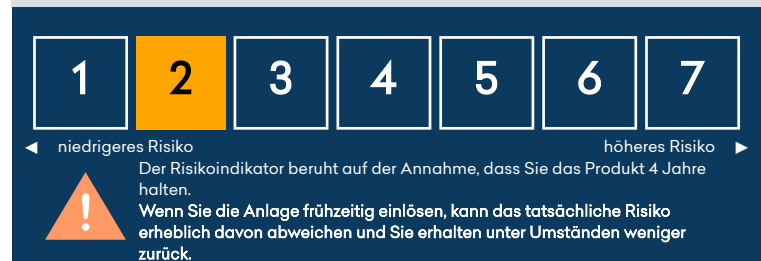 1 2 3 4 5 6 7
◄ niedrigeres Risiko höheres Risiko ►
Der Risikoindikator beruht auf der Annahme, dass Sie das Produkt 4 Jahre
halten.
Wenn Sie die Anlage frühzeitig einlösen, kann das tatsächliche Risiko
erheblich davon abweichen und Sie erhalten unter Umständen weniger
zurück.